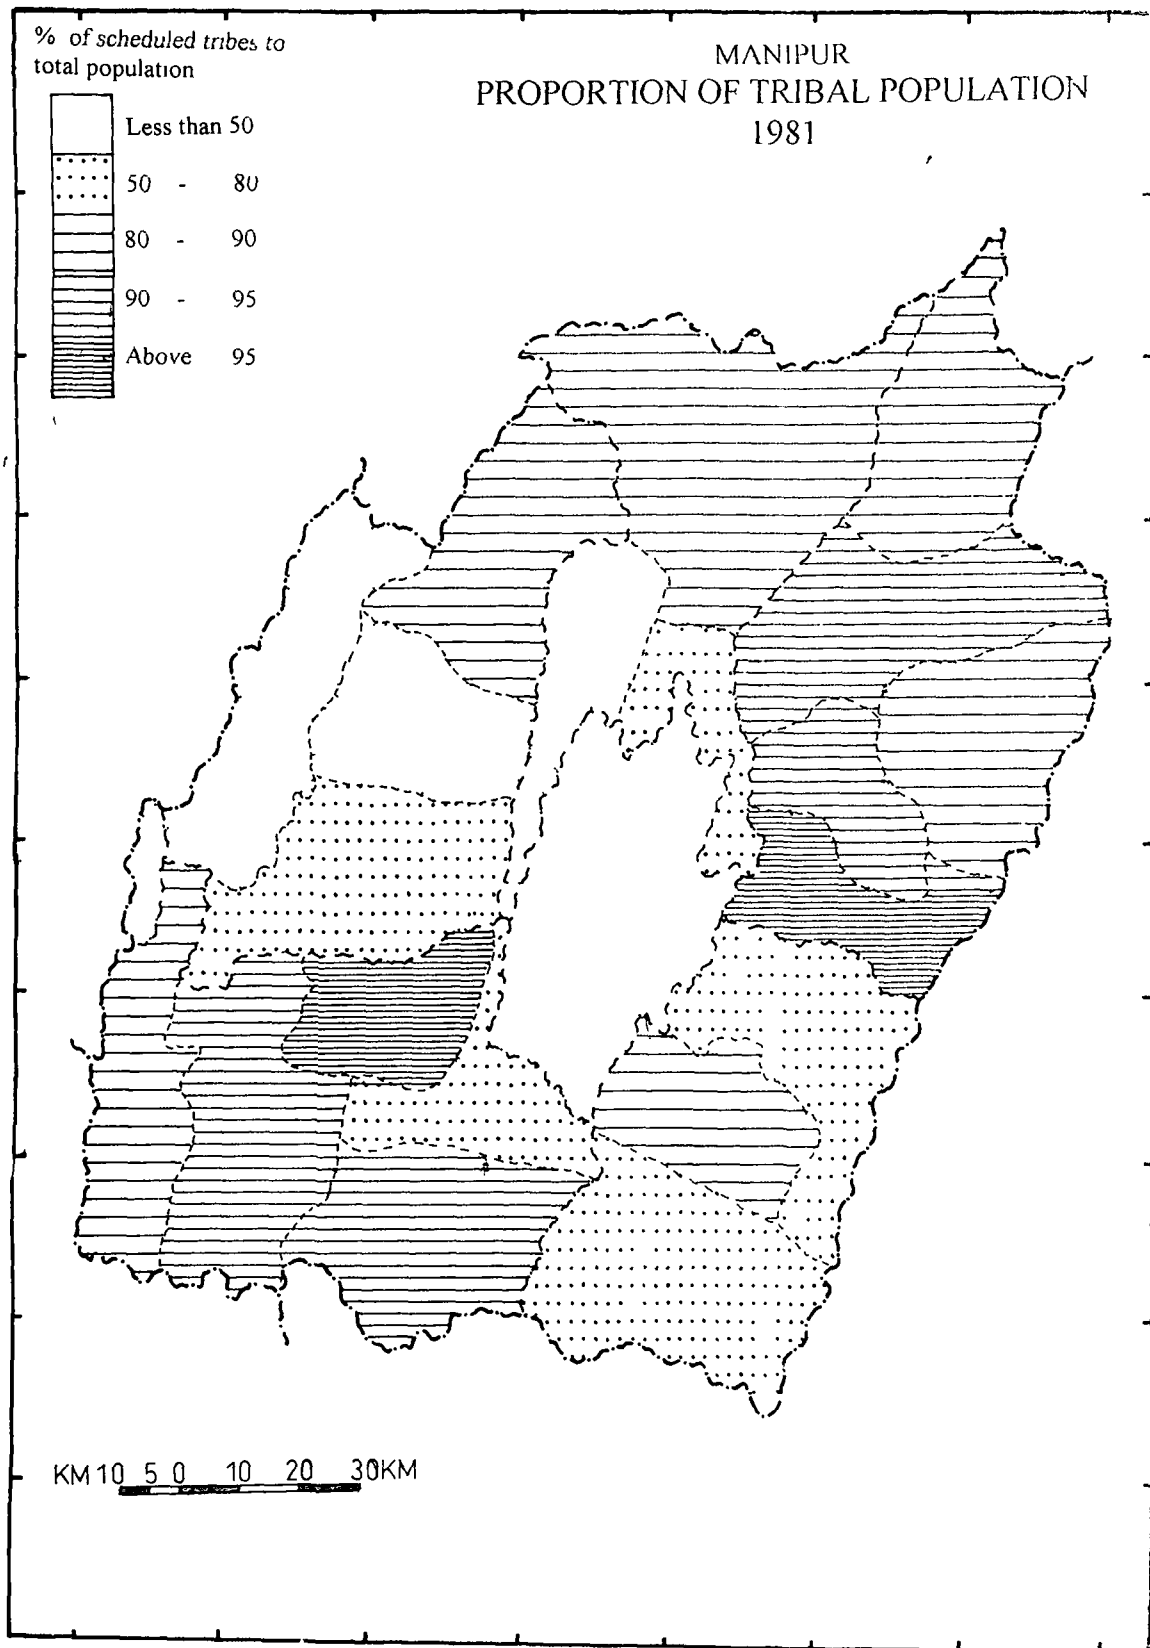 % of scheduled tribes to
total population
Less than 50
50 - 80
80 - 90
90 - 95
Above 95
MANIPUR
PROPORTION OF TRIBAL POPULATION
1981
KM 10 5 0 10 20 30KM